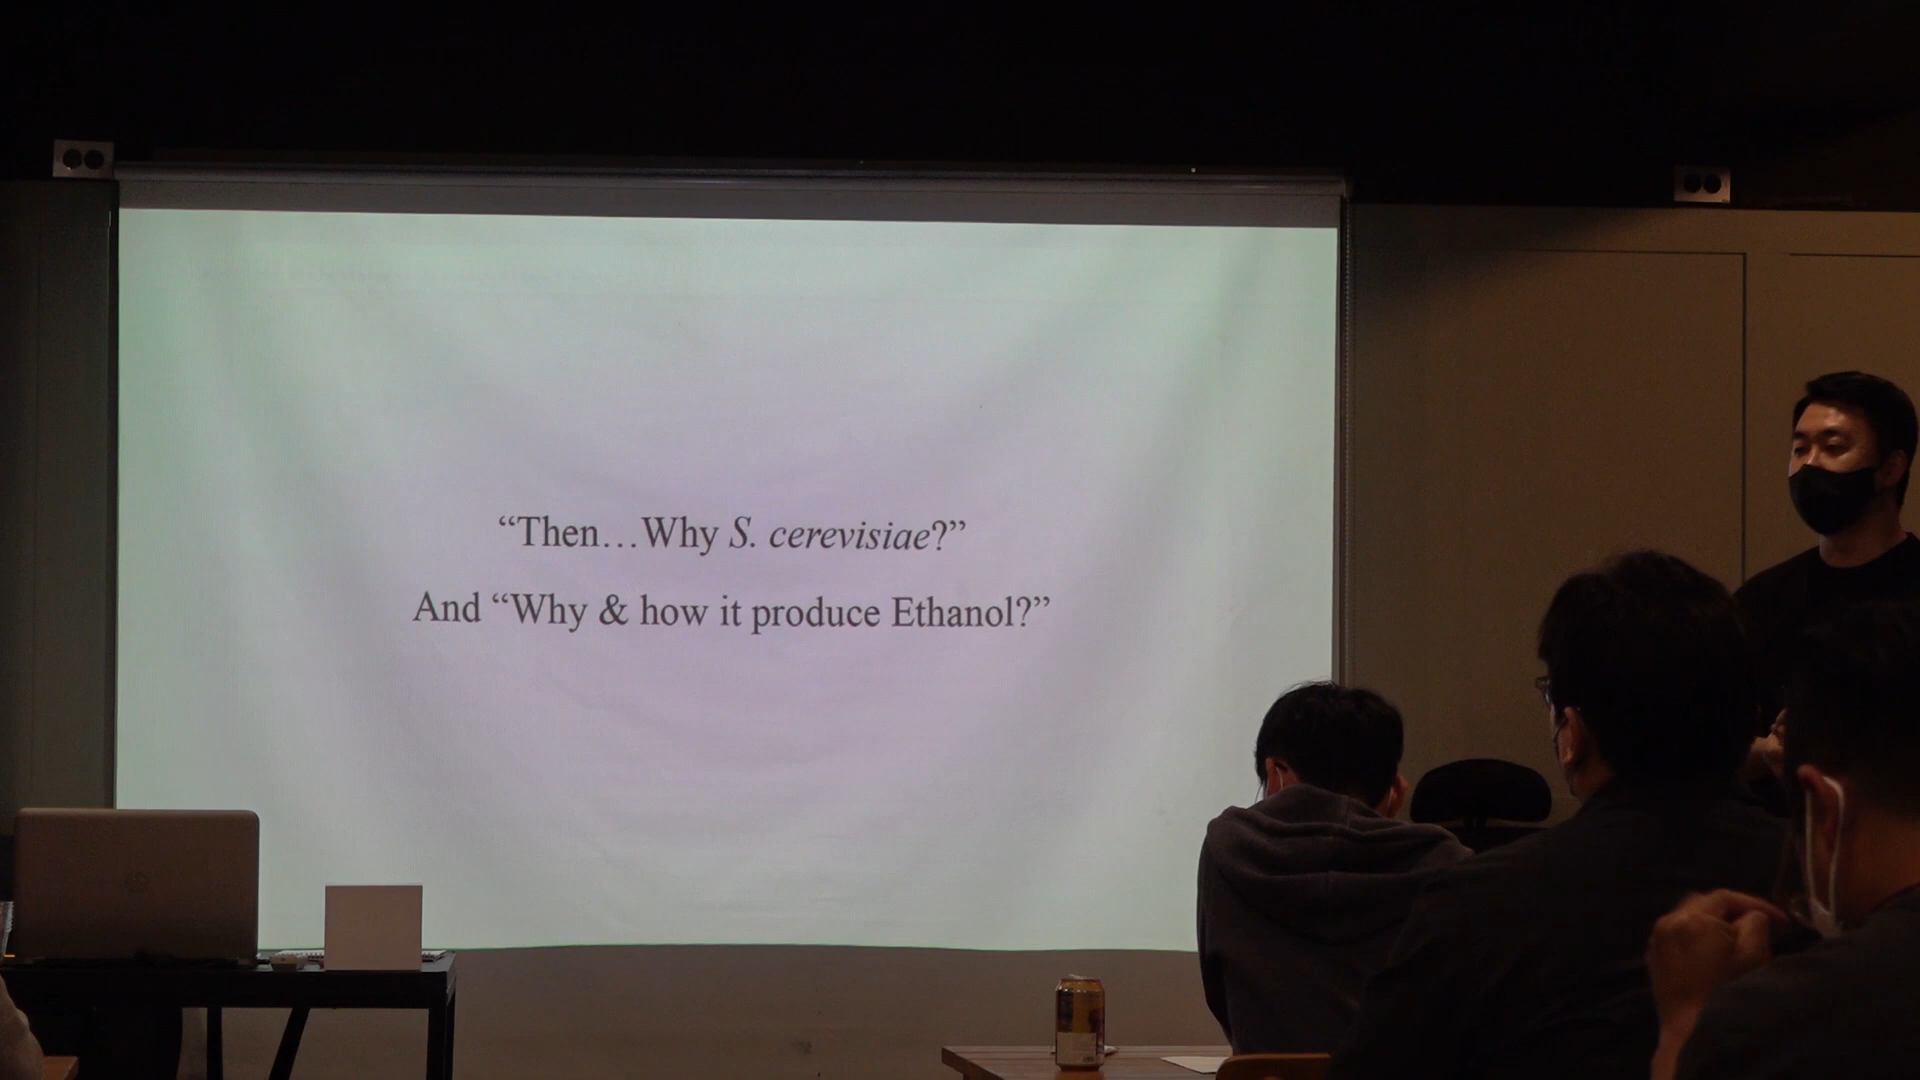 “Then…Why S. cerevisiae?”
And “Why & how it produce Ethanol?”